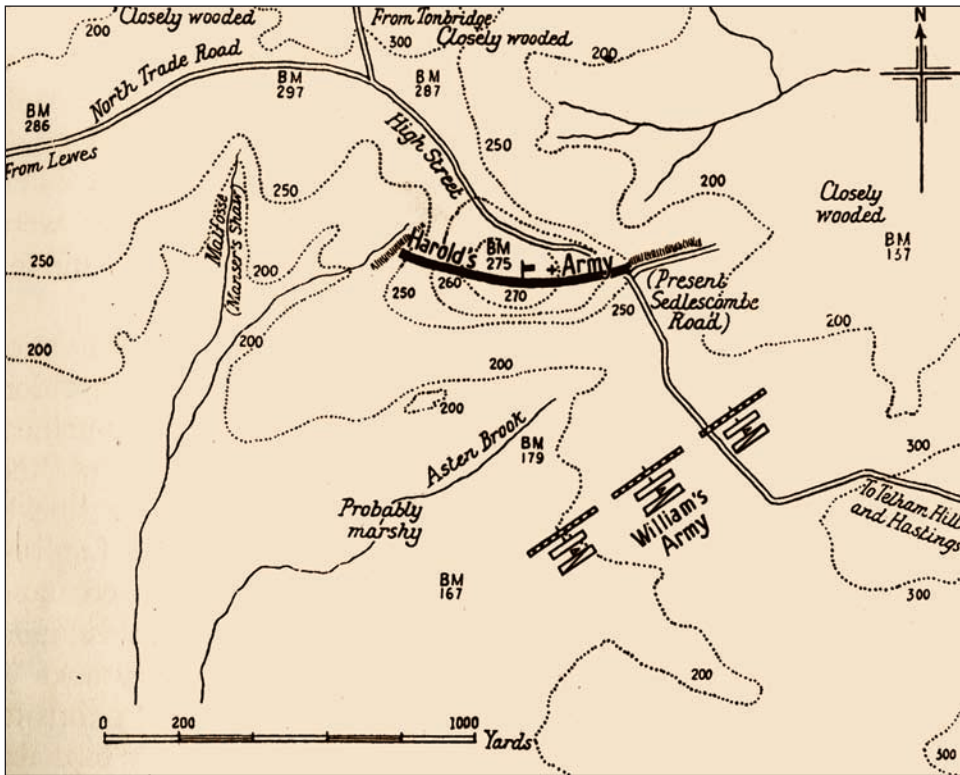 Closely wooded
From Tonbridge
Closely wooded
N
200
300
200
North Trade Road
BM
297
BM
287
BM
286
From Lewes
High Street
250
250
200
Closely
wooded
BM
137
Malfosse
(Manser's Shaw)
250
200
Harold's
BM
275
Army
260
270
250
250
(Present
Sedlescombe
Road)
200
200
200
200
Asten Brook
BM
179
Probably
marshy
William's
Army
300
To Telham Hill
and Hastings
BM
167
300
200
0
200
1000
Yards
300